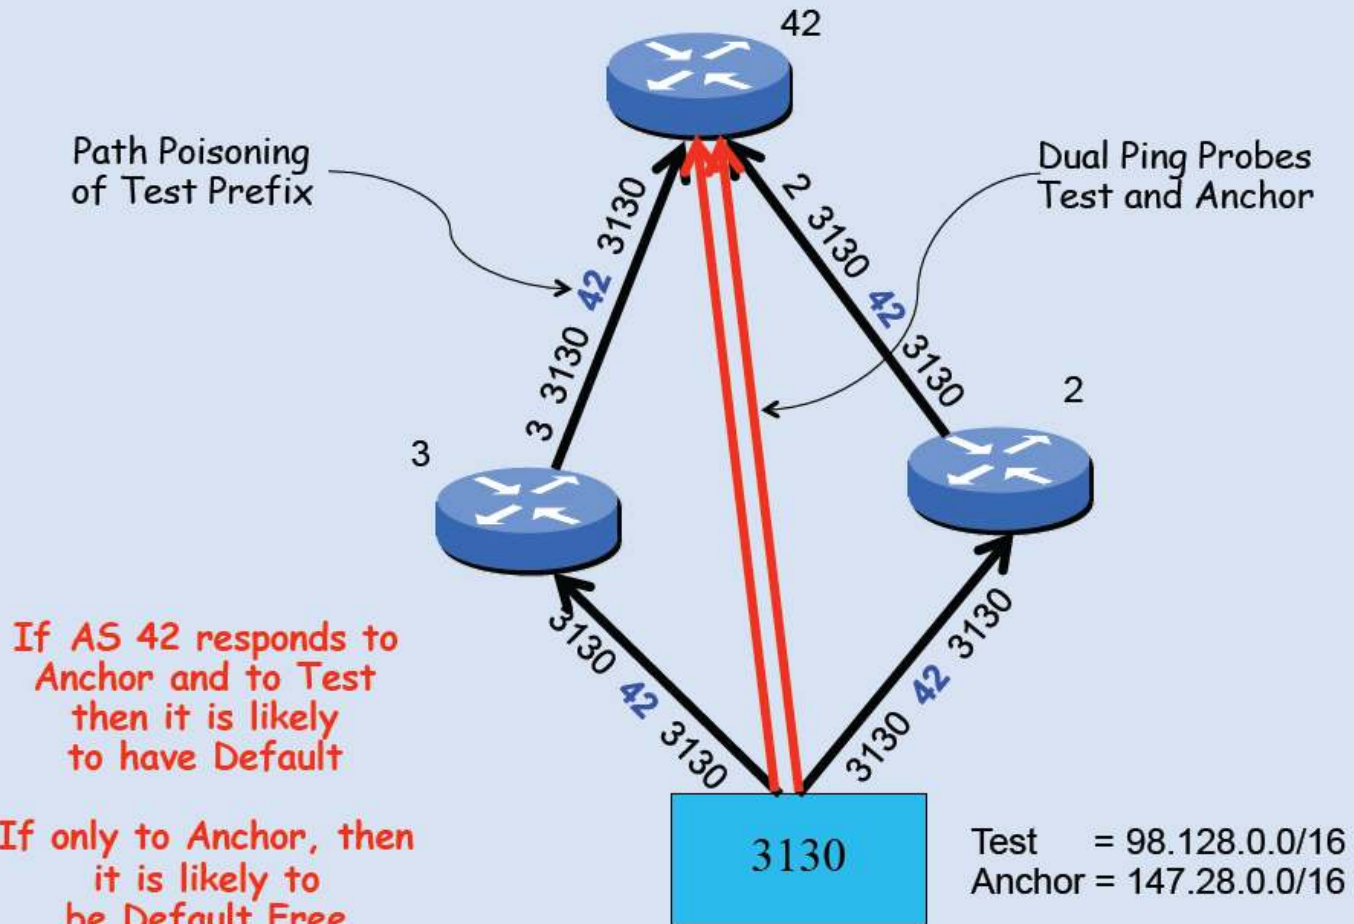 42
Path Poisoning
of Test Prefix
Dual Ping Probes
Test and Anchor
3 3130 42 3130
2 3130 42 3130
3
2
3130 42 3130
3130 42 3130
If AS 42 responds to
Anchor and to Test
then it is likely
to have Default
If only to Anchor, then
it is likely to
be Default Free
3130
Test = 98.128.0.0/16
Anchor = 147.28.0.0/16